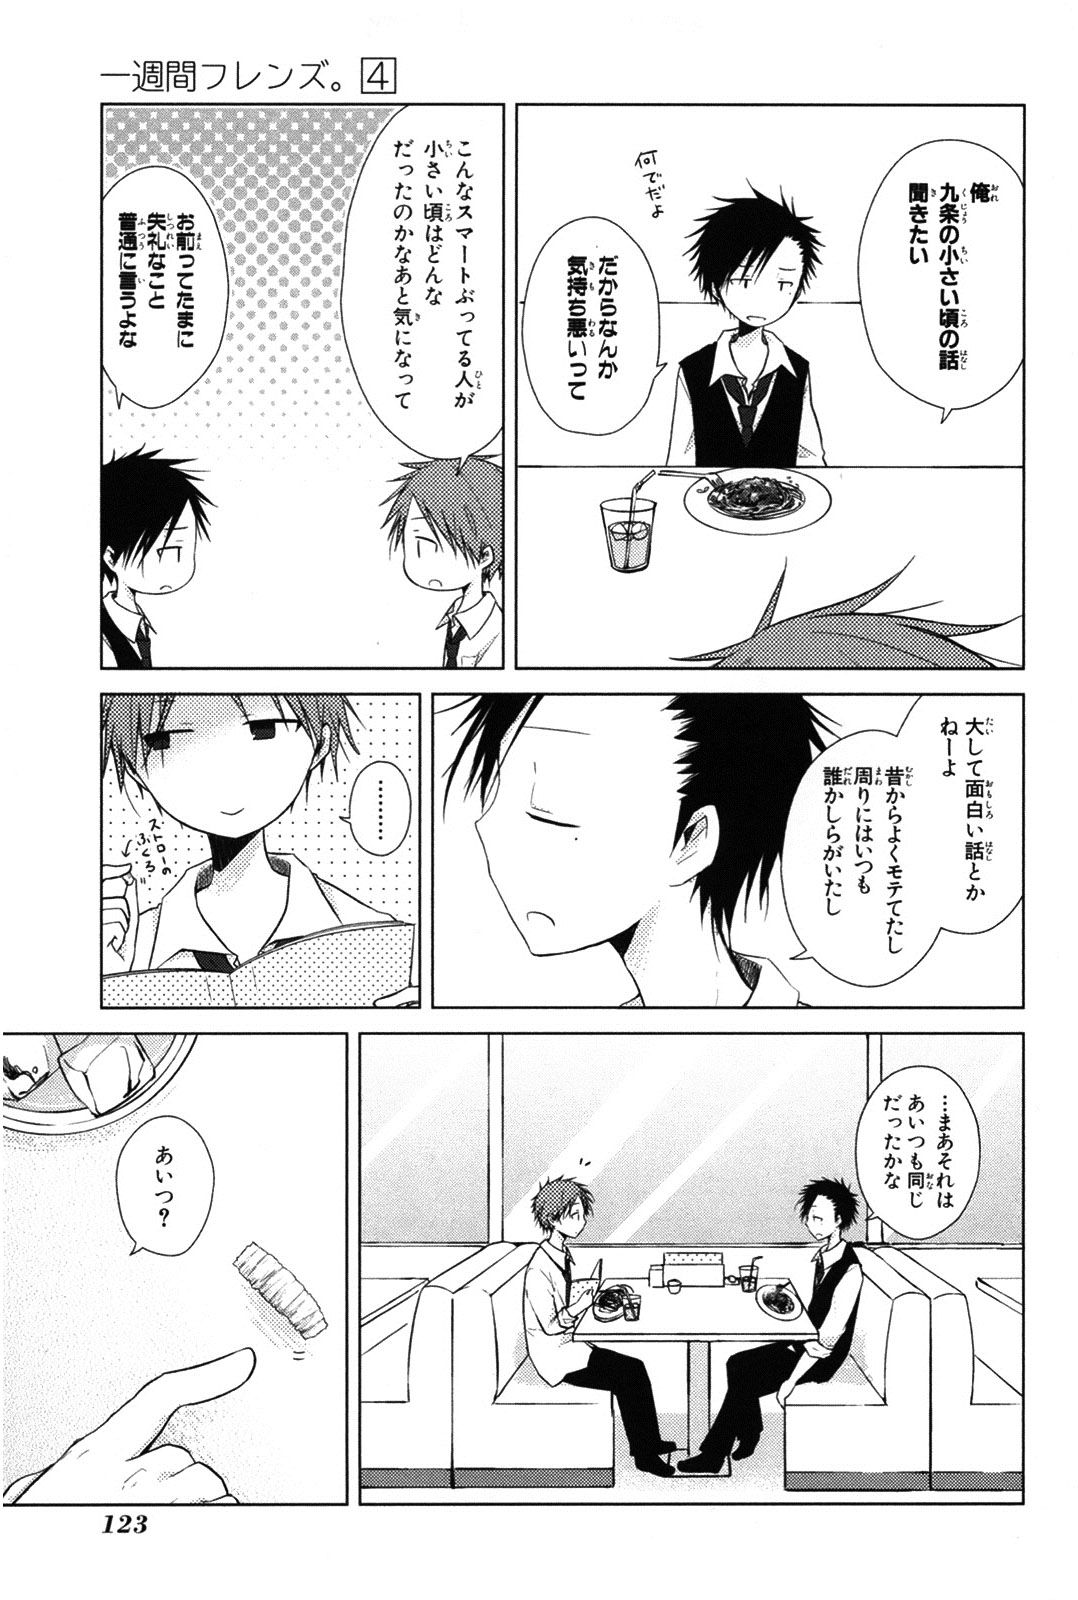 一週間フレンズ。4
俺
九条の小さい頃の話
聞きたい
何でだよ
だからなんか
気持ち悪いって
こんなスマートぶってる人が
小さい頃はどんな
だったのかなあと気になって
お前ってたまに
失礼なこと
普通に言うよな
大して面白い話とか
ねーよ
昔からよくモテてたし
周りにはいつも
誰かしらがいたし
………
ストローの
ふくろ
…まあそれは
あいつも同じ
だったかな
あいつ？
123